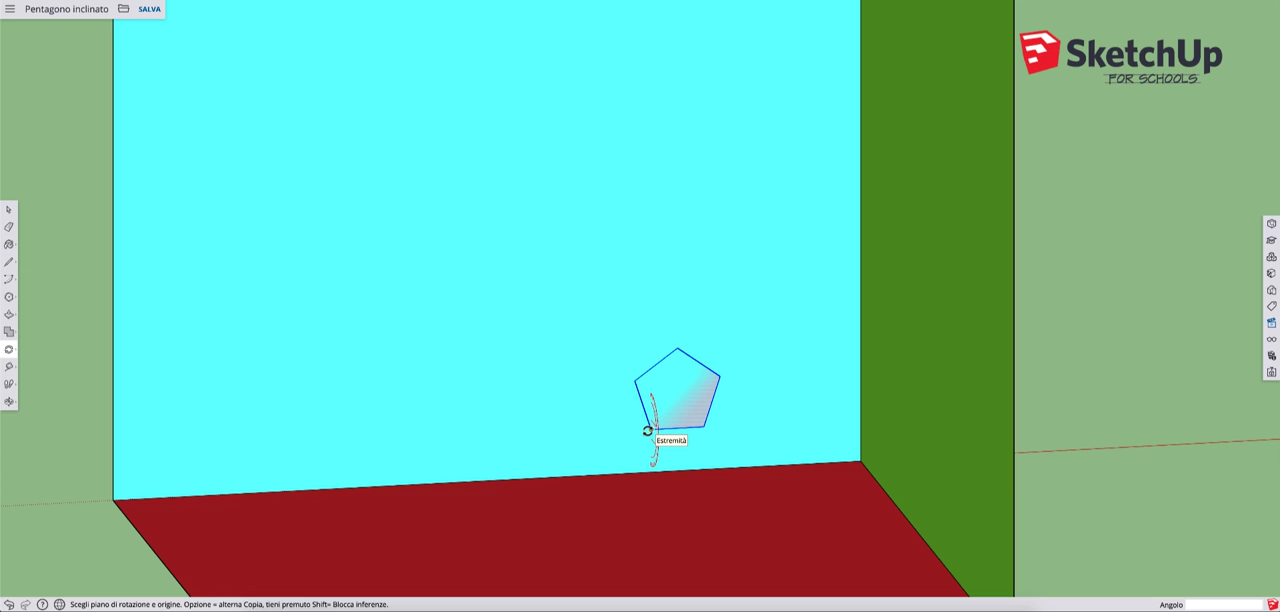 Pentagono inclinato SALVA
SketchUp
FOR SCHOOLS
Estremità
Scegli piano di rotazione e origine. Opzione = alterna Copia, tieni premuto Shift= Blocca inferenze.
Angolo